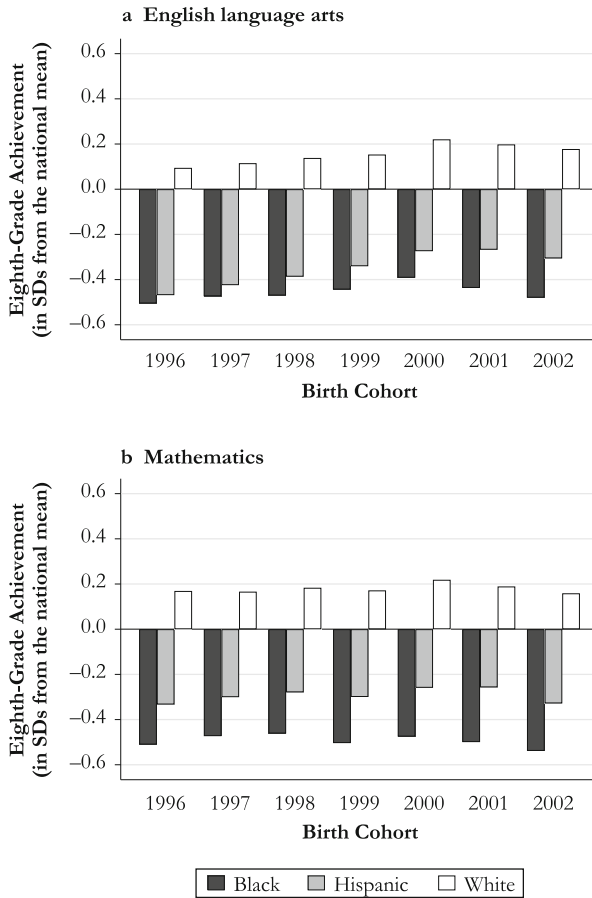 a English language arts
Eighth-Grade Achievement
(in SDs from the national mean)
0.6
0.4
0.2
0.0
–0.2
–0.4
–0.6
1996 1997 1998 1999 2000 2001 2002
Birth Cohort
b Mathematics
Eighth-Grade Achievement
(in SDs from the national mean)
0.6
0.4
0.2
0.0
–0.2
–0.4
–0.6
1996 1997 1998 1999 2000 2001 2002
Birth Cohort
Black Hispanic White